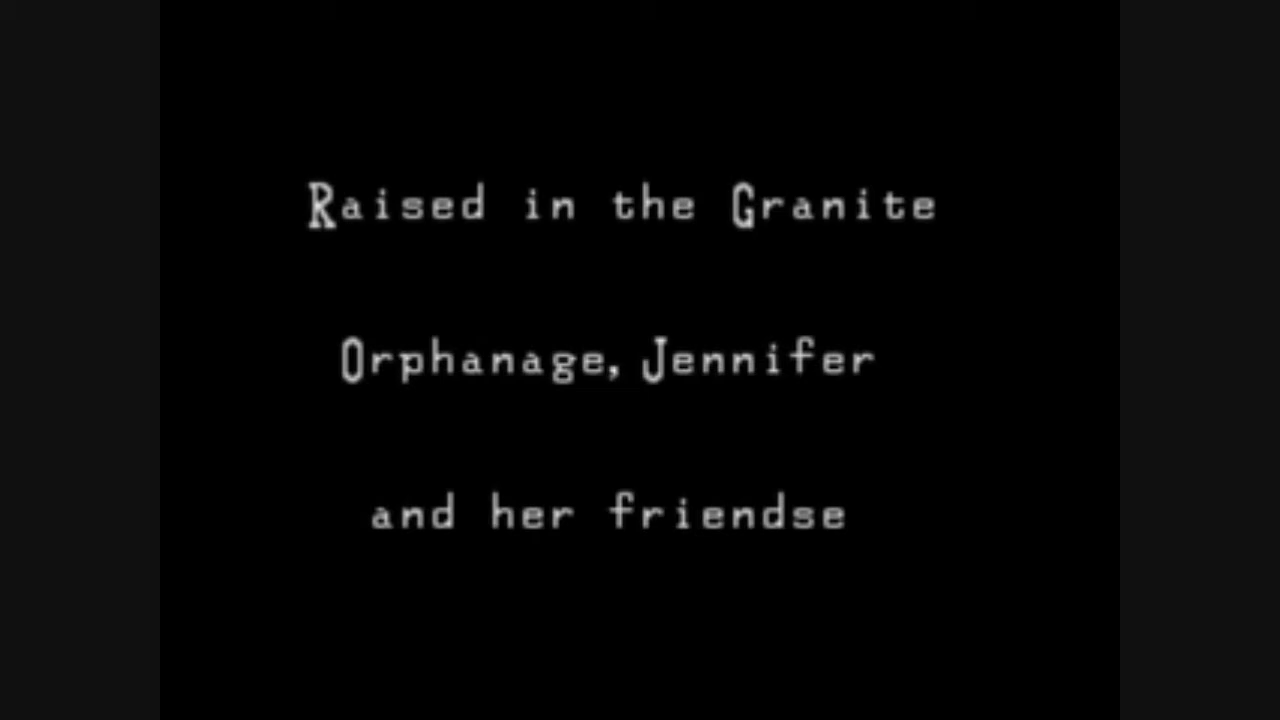 Raised in the Granite
Orphanage, Jennifer
and her friendse